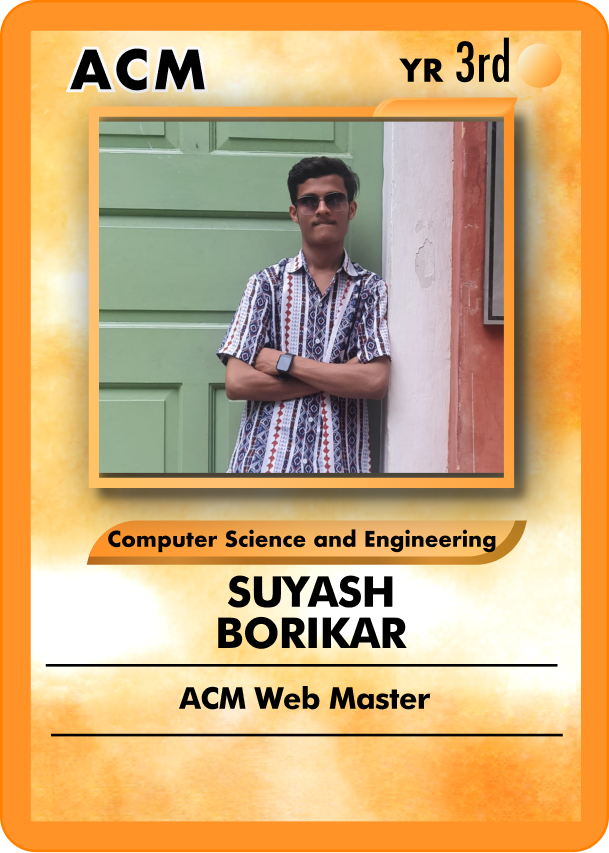 ACM YR 3rd
Computer Science and Engineering
SUYASH
BORIKAR
ACM Web Master